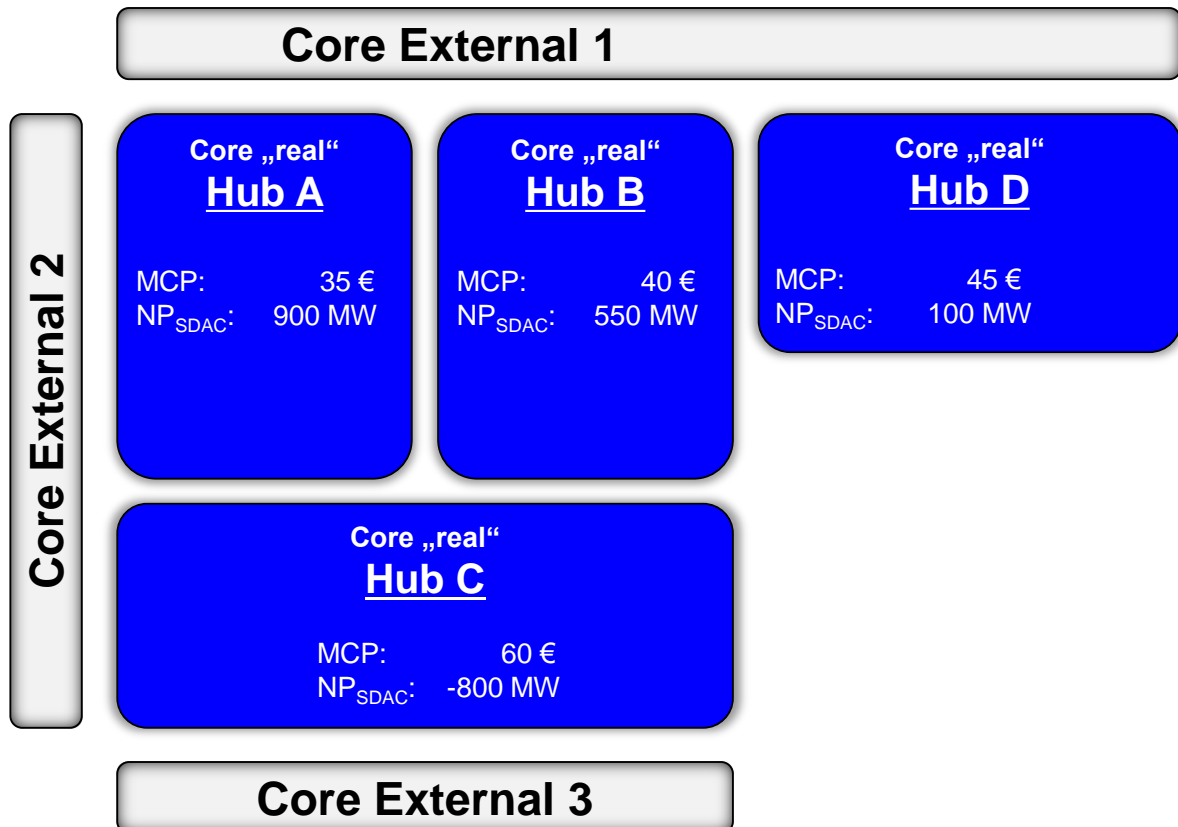 Core External 1
Core External 2
Core „real“
Hub A
MCP: 35 €
NPSDAC: 900 MW
Core „real“
Hub B
MCP: 40 €
NPSDAC: 550 MW
Core „real“
Hub D
MCP: 45 €
NPSDAC: 100 MW
Core „real“
Hub C
MCP: 60 €
NPSDAC: -800 MW
Core External 3